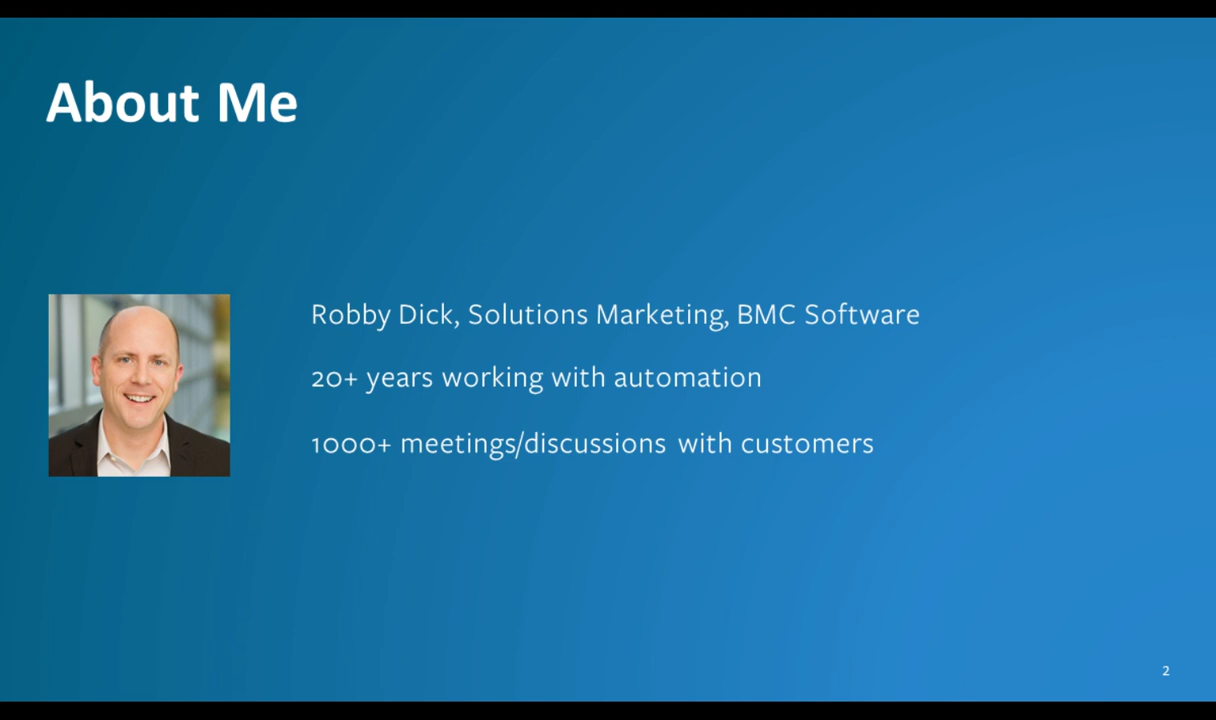 About Me
Robby Dick, Solutions Marketing, BMC Software
20+ years working with automation
1000+ meetings/discussions with customers
2